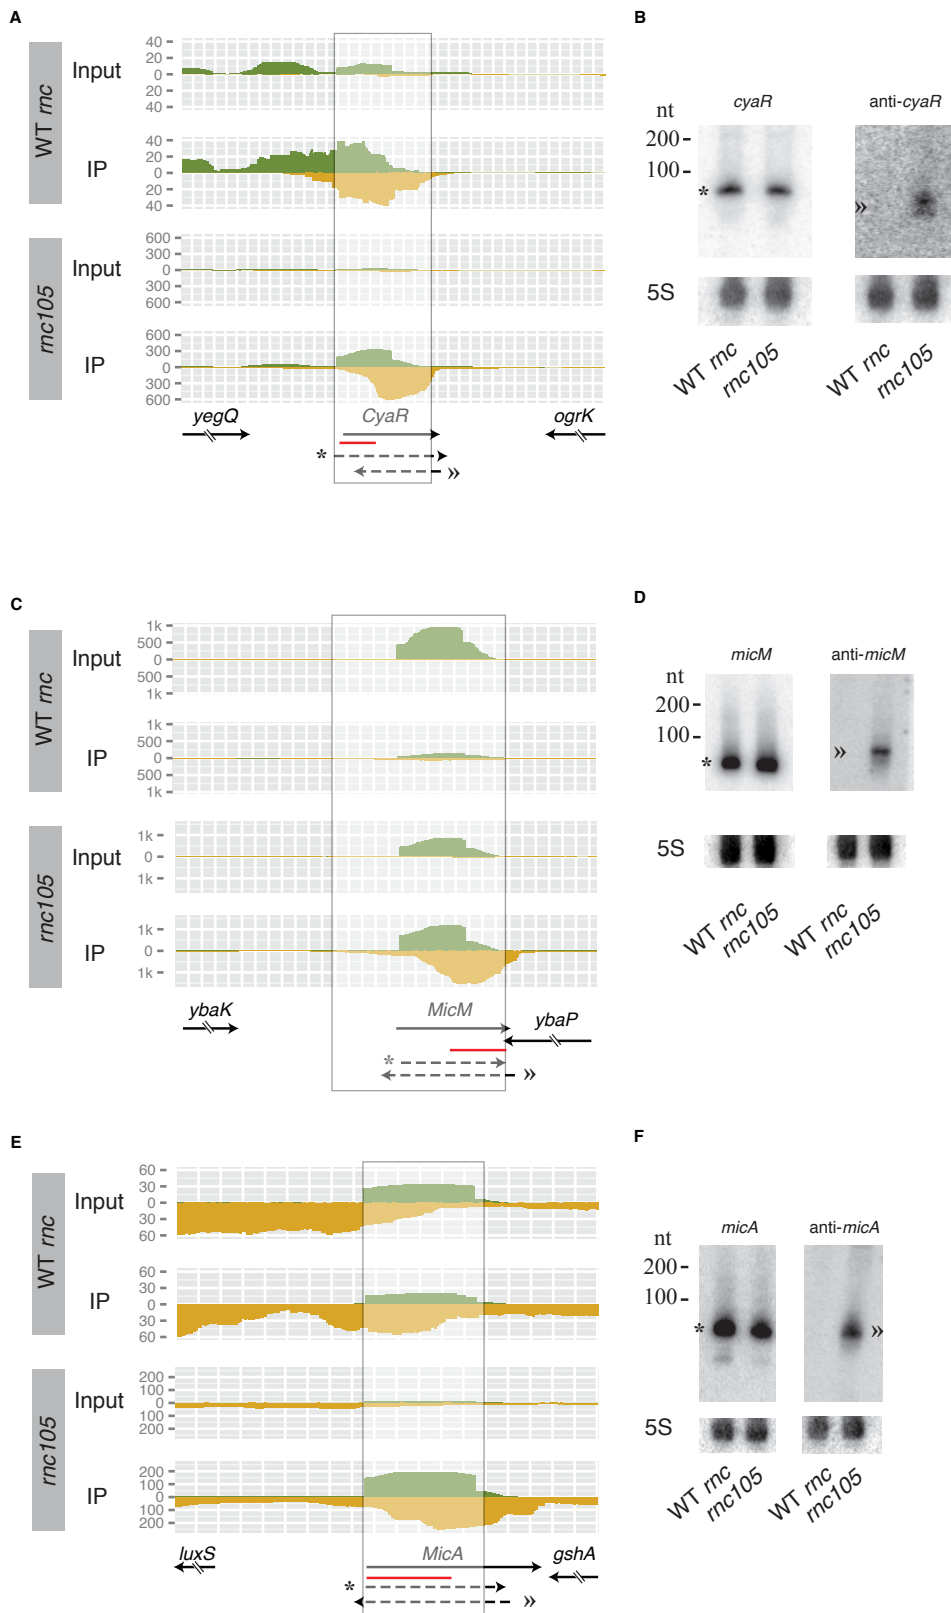 A
WT rnc
Input
40
20
0
20
40
IP
40
20
0
20
40
rnc105
Input
600
300
0
300
600
IP
600
300
0
300
600
yegQ
CyaR
ogrK
*
»
B
cyaR
anti-cyaR
nt
200
100
*
»
5S
WT rnc
rnc105
WT rnc
rnc105
C
WT rnc
Input
1k
500
0
500
1k
IP
1k
500
0
500
1k
rnc105
Input
1k
0
1k
IP
1k
0
1k
ybaK
MicM
ybaP
*
»
D
micM
anti-micM
nt
200
100
*
»
5S
WT rnc
rnc105
WT rnc
rnc105
E
WT rnc
Input
60
30
0
30
60
IP
60
30
0
30
60
rnc105
Input
200
100
0
100
200
IP
200
100
0
100
200
luxS
MicA
gshA
*
»
F
micA
anti-micA
nt
200
100
*
»
5S
WT rnc
rnc105
WT rnc
rnc105